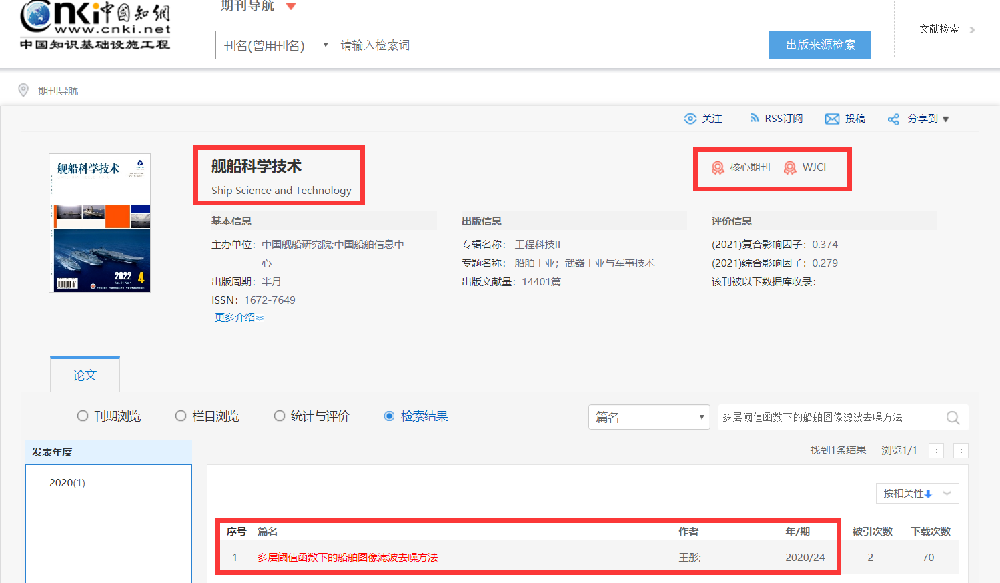 期刊导航
中国知網
www.cnki.net
中国知识基础设施工程
刊名(曾用刊名)
请输入检索词
出版来源检索
文献检索
期刊导航
关注
RSS订阅
投稿
分享到
舰船科学技术
2022
4
舰船科学技术
Ship Science and Technology
核心期刊
WJCI
基本信息
主办单位：中国舰船研究院;中国船舶信息中
心
出版周期：半月
ISSN：1672-7649
更多介绍
出版信息
专辑名称：工程科技II
专题名称：船舶工业；武器工业与军事技术
出版文献量：14401篇
评价信息
(2021)复合影响因子：0.374
(2021)综合影响因子：0.279
该刊被以下数据库收录：
论文
刊期浏览
栏目浏览
统计与评价
检索结果
篇名
多层阈值函数下的船舶图像滤波去噪方法
找到1条结果
浏览1/1
发表年度
2020(1)
按相关性
序号 篇名 作者 年/期 被引次数 下载次数
1 多层阈值函数下的船舶图像滤波去噪方法 王彤; 2020/24 2 70